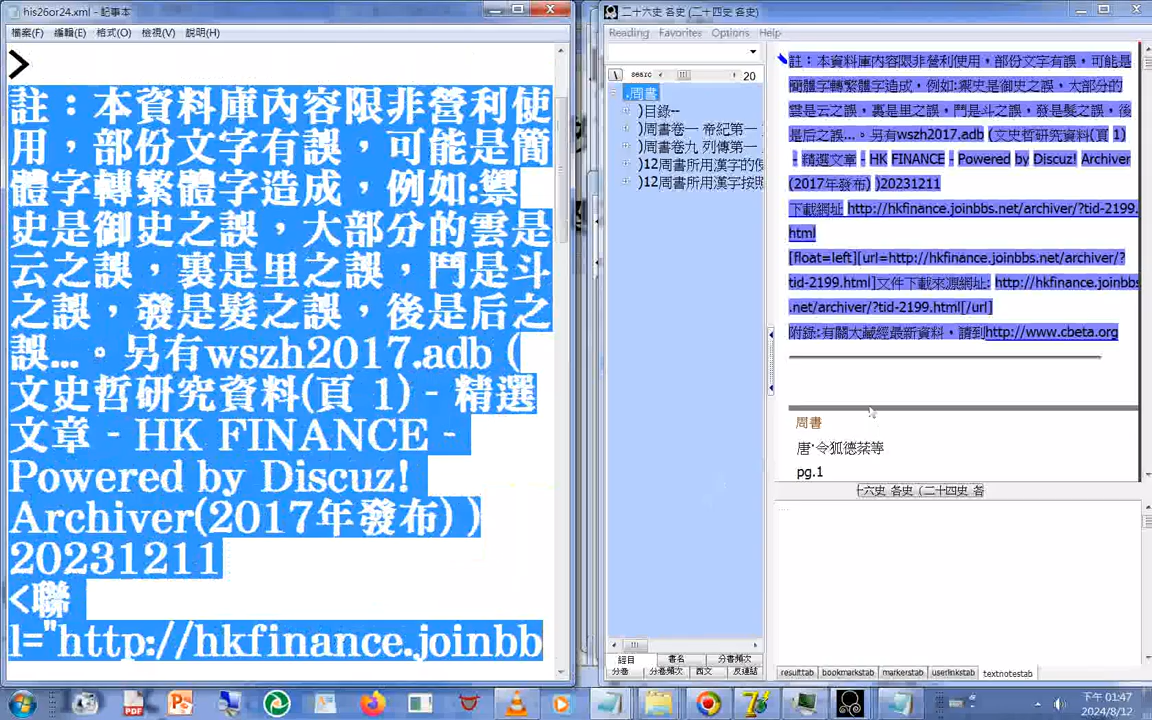 his26or24.xml - 記事本
檔案(F) 編輯(E) 格式(O) 檢視(V) 說明(H)
>
註：本資料庫內容限非營利使
用，部份文字有誤，可能是簡
體字轉繁體字造成，例如:禦
史是御史之誤，大部分的雲是
云之誤，裏是里之誤，鬥是斗
之誤，發是髮之誤，後是后之
誤...。另有wszh2017.adb (
文史哲研究資料(頁 1) - 精選
文章 - HK FINANCE -
Powered by Discuz!
Archiver(2017年發布) )
20231211
<聯
l="http://hkfinance.joinbb
二十六史 各史 (二十四史 各史)
Reading Favorites Options Help
searc 20
.周書
)目錄--
)周書卷一 帝紀第一
)周書卷九 列傳第一
)12周書所用漢字的使
)12周書所用漢字按照
經目 書名 分書頻次
分卷 分卷頻次 西文 反連結
註：本資料庫內容限非營利使用，部份文字有誤，可能是
簡體字轉繁體字造成，例如:禦史是御史之誤，大部分的
雲是云之誤，裏是里之誤，鬥是斗之誤，發是髮之誤，後
是后之誤...。另有wszh2017.adb (文史哲研究資料(頁 1)
- 精選文章 - HK FINANCE - Powered by Discuz! Archiver
(2017年發布) )20231211
下載網址 http://hkfinance.joinbbs.net/archiver/?tid-2199.
html
[float=left][url=http://hkfinance.joinbbs.net/archiver/?
tid-2199.html]文件下載來源網址: http://hkfinance.joinbbs
.net/archiver/?tid-2199.html[/url]
附錄:有關大藏經最新資料，請到http://www.cbeta.org
周書
唐‧令狐德棻等
pg.1
十六史 各史 (二十四史 各
resulttab bookmarkstab markerstab userlinkstab textnotestab
下午 01:47
2024/8/12